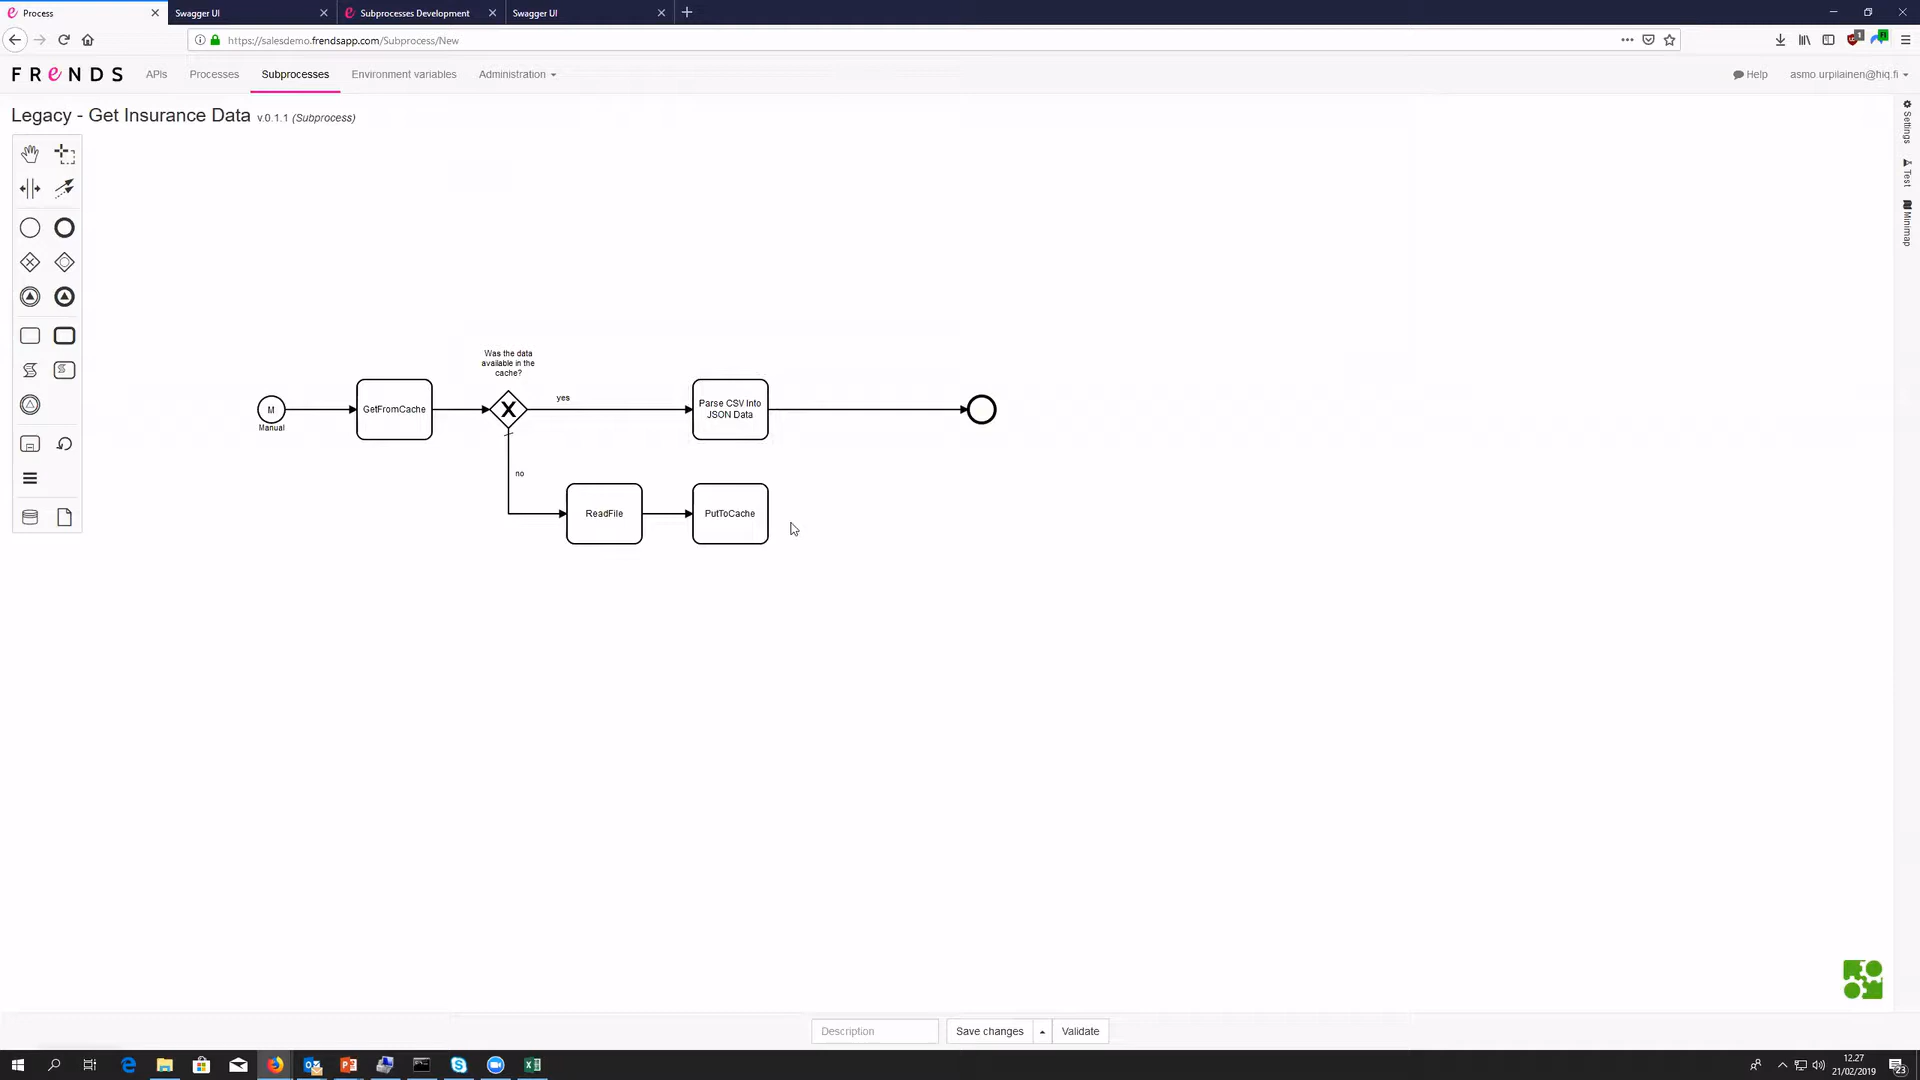 Process
Swagger UI
Subprocesses Development
Swagger UI
https://salesdemo.frendsapp.com/Subprocess/New
FReNDS
APIs
Processes
Subprocesses
Environment variables
Administration
Help
asmo.urpilainen@hiq.fi
Legacy - Get Insurance Data v.0.1.1 (Subprocess)
Settings
Test
Minimap
Was the data
available in the
cache?
M
Manual
GetFromCache
X
yes
Parse CSV Into
JSON Data
no
ReadFile
PutToCache
Description
Save changes
Validate
12.27
21/02/2019
23